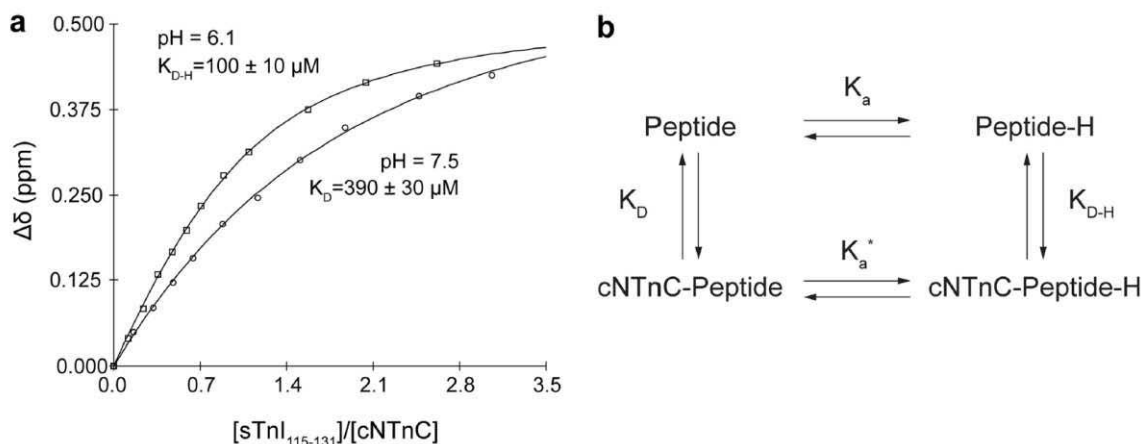 a
0.500
0.375
0.250
0.125
0.000
Δδ (ppm)
pH = 6.1
K_D-H=100 ± 10 µM
pH = 7.5
K_D=390 ± 30 µM
0.0 0.7 1.4 2.1 2.8 3.5
[sTnI_115-131]/[cNTnC]
b
K_a
Peptide Peptide-H
K_D K_D-H
K_a*
cNTnC-Peptide cNTnC-Peptide-H